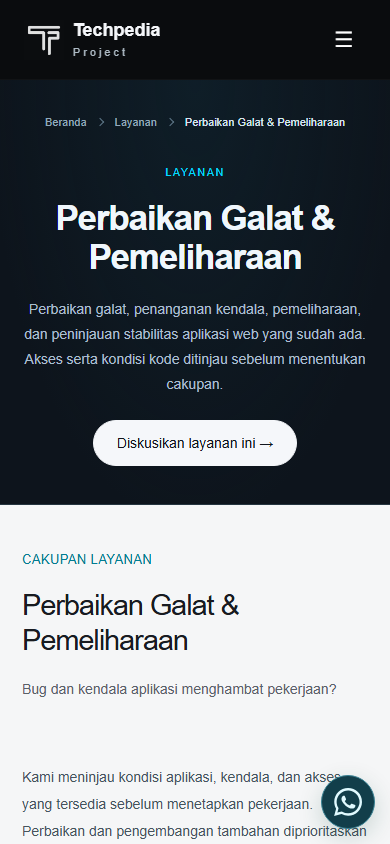 Techpedia
Project
☰
Beranda > Layanan > Perbaikan Galat & Pemeliharaan
LAYANAN
Perbaikan Galat &
Pemeliharaan
Perbaikan galat, penanganan kendala, pemeliharaan,
dan peninjauan stabilitas aplikasi web yang sudah ada.
Akses serta kondisi kode ditinjau sebelum menentukan
cakupan.
Diskusikan layanan ini →
CAKUPAN LAYANAN
Perbaikan Galat &
Pemeliharaan
Bug dan kendala aplikasi menghambat pekerjaan?
Kami meninjau kondisi aplikasi, kendala, dan akses
yang tersedia sebelum menetapkan pekerjaan.
Perbaikan dan pengembangan tambahan diprioritaskan